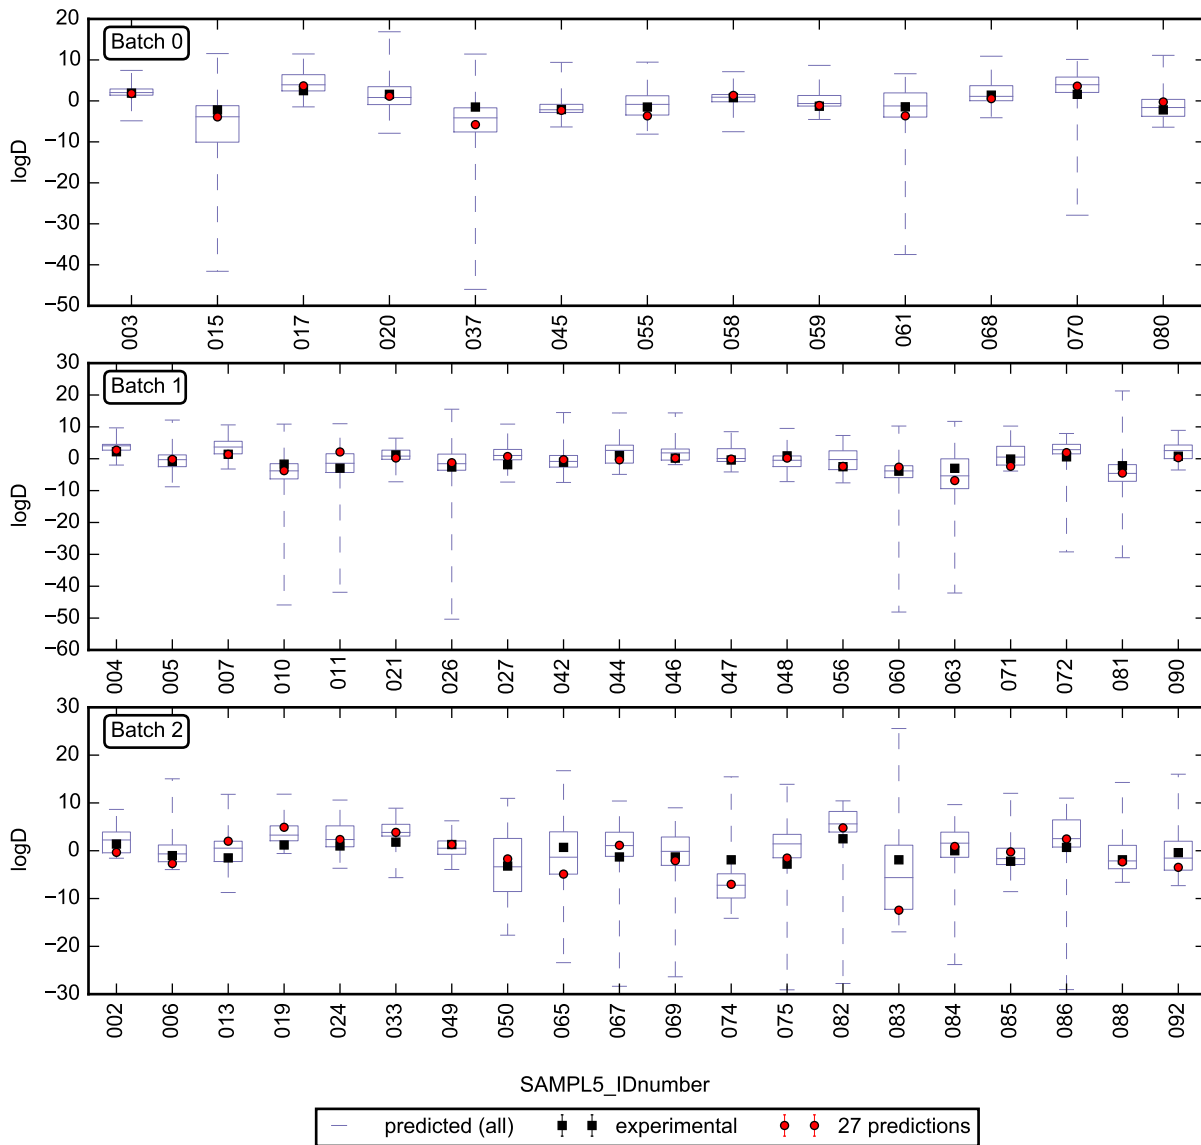 20
10
0
−10
−20
−30
−40
−50
logD
Batch 0
003 015 017 020 037 045 055 058 059 061 068 070 080
30
20
10
0
−10
−20
−30
−40
−50
−60
logD
Batch 1
004 005 007 010 011 021 026 027 042 044 046 047 048 056 060 063 071 072 081 090
30
20
10
0
−10
−20
−30
logD
Batch 2
002 006 013 019 024 033 049 050 065 067 069 074 075 082 083 084 085 086 088 092
SAMPL5_IDnumber
predicted (all) experimental 27 predictions